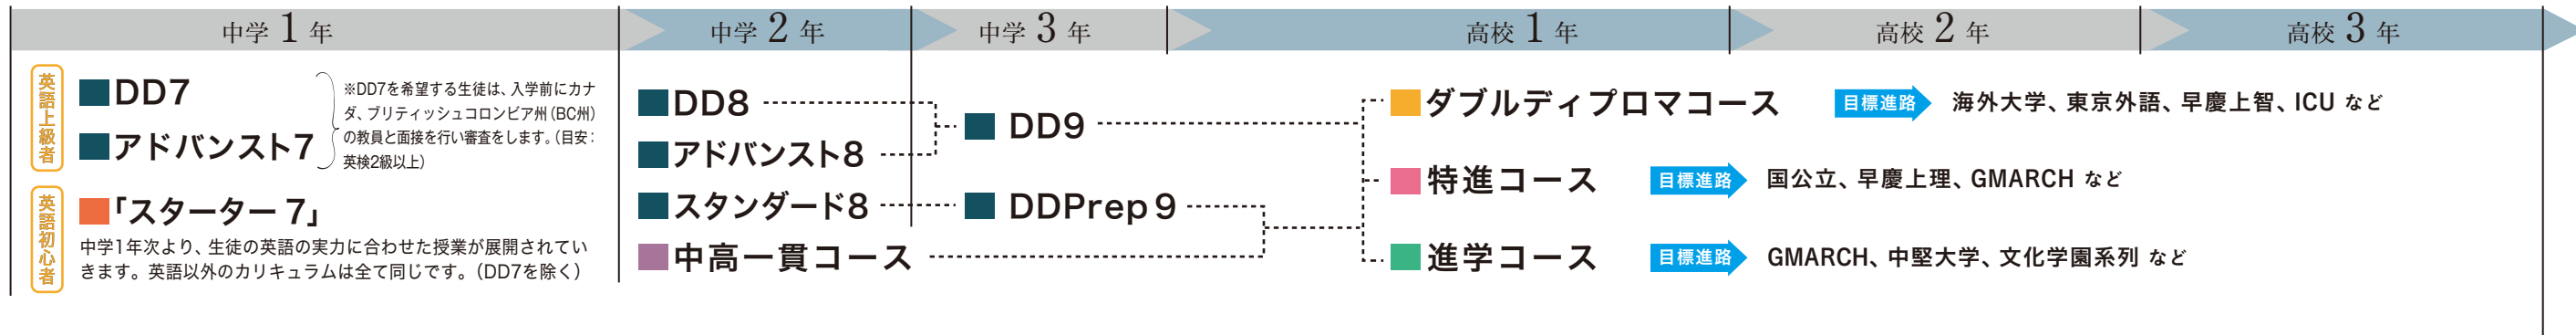 中学 1 年
中学 2 年
中学 3 年
高校 1 年
高校 2 年
高校 3 年
英語上級者
DD7
アドバンスト7
※DD7を希望する生徒は、入学前にカナ
ダ、ブリティッシュコロンビア州(BC州)
の教員と面接を行い審査をします。(目安:
英検2級以上)
英語初心者
「スターター 7」
中学1年次より、生徒の英語の実力に合わせた授業が展開されてい
きます。英語以外のカリキュラムは全て同じです。(DD7を除く)
DD8
アドバンスト8
スタンダード8
中高一貫コース
DD9
DDPrep 9
ダブルディプロマコース
目標進路
海外大学、東京外語、早慶上智、ICU など
特進コース
目標進路
国公立、早慶上理、GMARCH など
進学コース
目標進路
GMARCH、中堅大学、文化学園系列 など